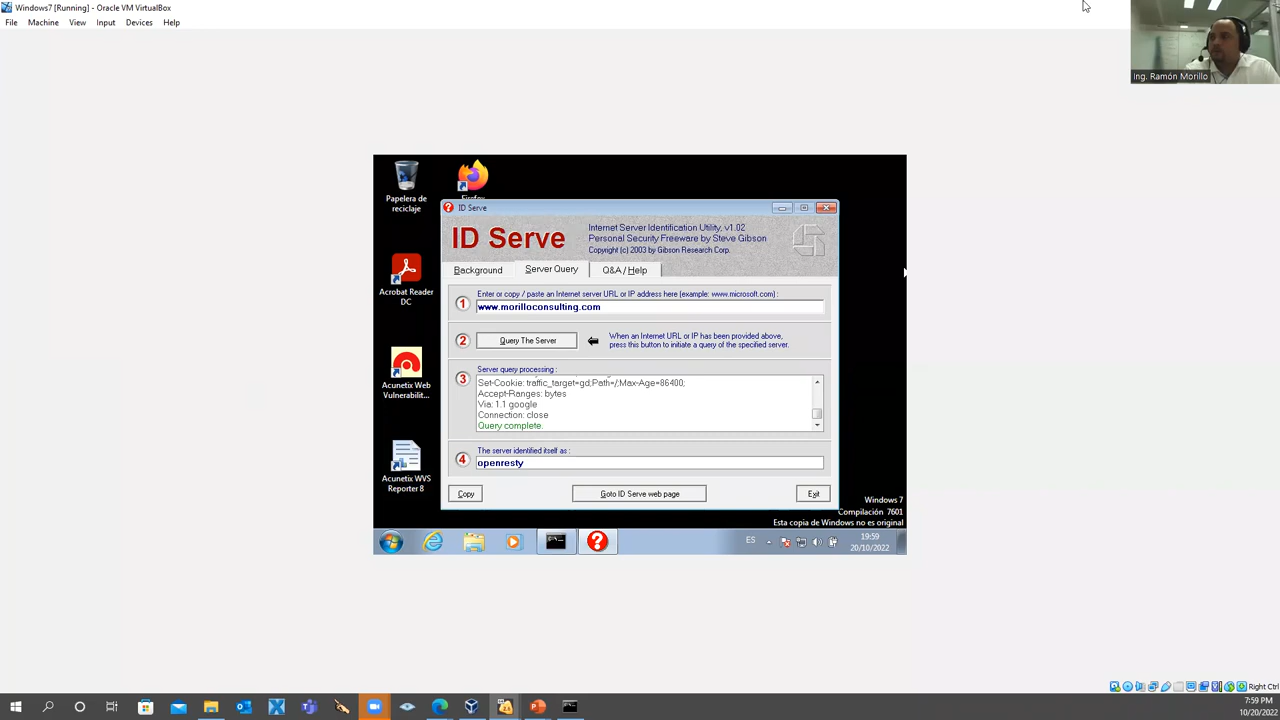 Windows7 [Running] - Oracle VM VirtualBox
File Machine View Input Devices Help
Ing. Ramón Morillo
Papelera de
reciclaje
Acrobat Reader
DC
Acunetix Web
Vulnerabilit...
Acunetix WVS
Reporter 8
ID Serve
ID Serve
Internet Server Identification Utility, v1.02
Personal Security Freeware by Steve Gibson
Copyright (c) 2003 by Gibson Research Corp.
Background Server Query Q&A / Help
1 Enter or copy / paste an Internet server URL or IP address here (example: www.microsoft.com) :
www.morilloconsulting.com
2 Query The Server
When an Internet URL or IP has been provided above,
press this button to initiate a query of the specified server.
3 Server query processing :
Set-Cookie: traffic_target=gd;Path=/;Max-Age=86400;
Accept-Ranges: bytes
Via: 1.1 google
Connection: close
Query complete.
4 The server identified itself as :
openresty
Copy Goto ID Serve web page Exit
Windows 7
Compilación 7601
Esta copia de Windows no es original
ES
19:59
20/10/2022
Right Ctrl
7:59 PM
10/20/2022